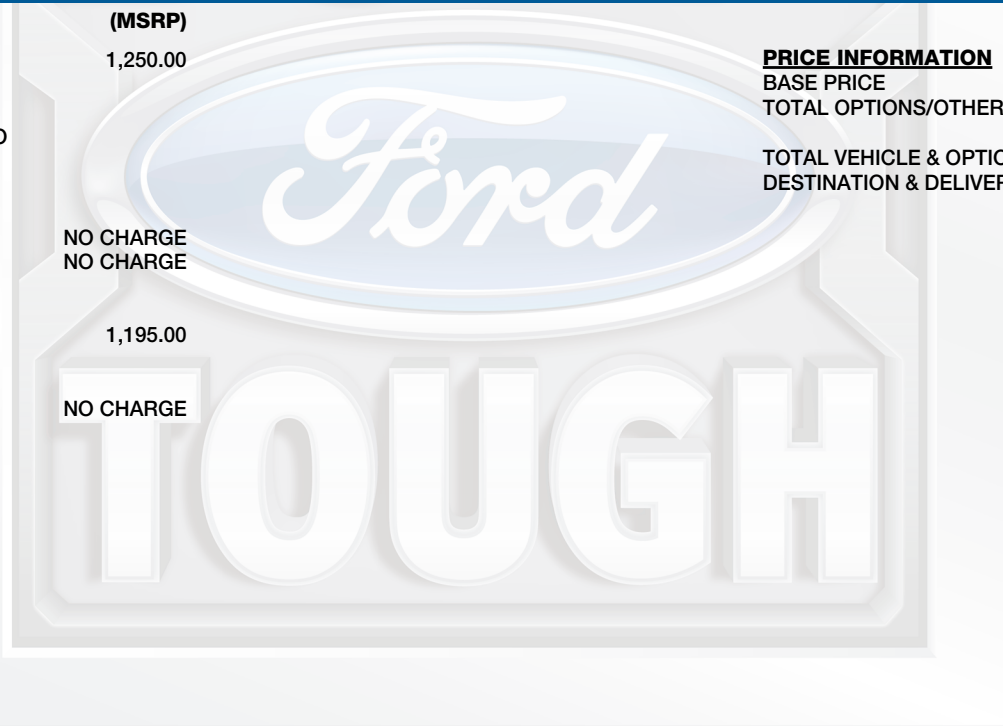 (MSRP)
1,250.00
NO CHARGE
NO CHARGE
1,195.00
NO CHARGE
PRICE INFORMATION
BASE PRICE
TOTAL OPTIONS/OTHER
TOTAL VEHICLE & OPTIO
DESTINATION & DELIVER
Ford
TOUGH